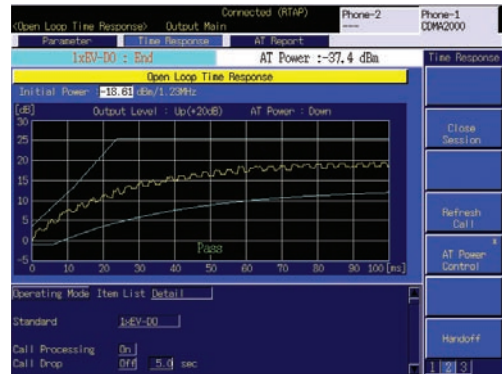 Connected (RTAP)
Phone-2
Phone-1
<Open Loop Time Response>
Output Main
----
CDMA2000
Parameter
Time Response
AT Report
1xEV-DO : End
AT Power :-37.4 dBm
Time Response
Open Loop Time Response
Initial Power :-18.61 dBm/1.23MHz
[dB]
Output Level : Up(+20dB)
AT Power : Down
30
25
20
15
10
5
0
-5
Pass
0 10 20 30 40 50 60 70 80 90 100 [ms]
Close
Session
Refresh
Call
*
AT Power
Control
Handoff
Operating Mode Item List Detail
Standard 1xEV-DO
Call Processing On
Call Drop Off 5.0 sec
1 2 3